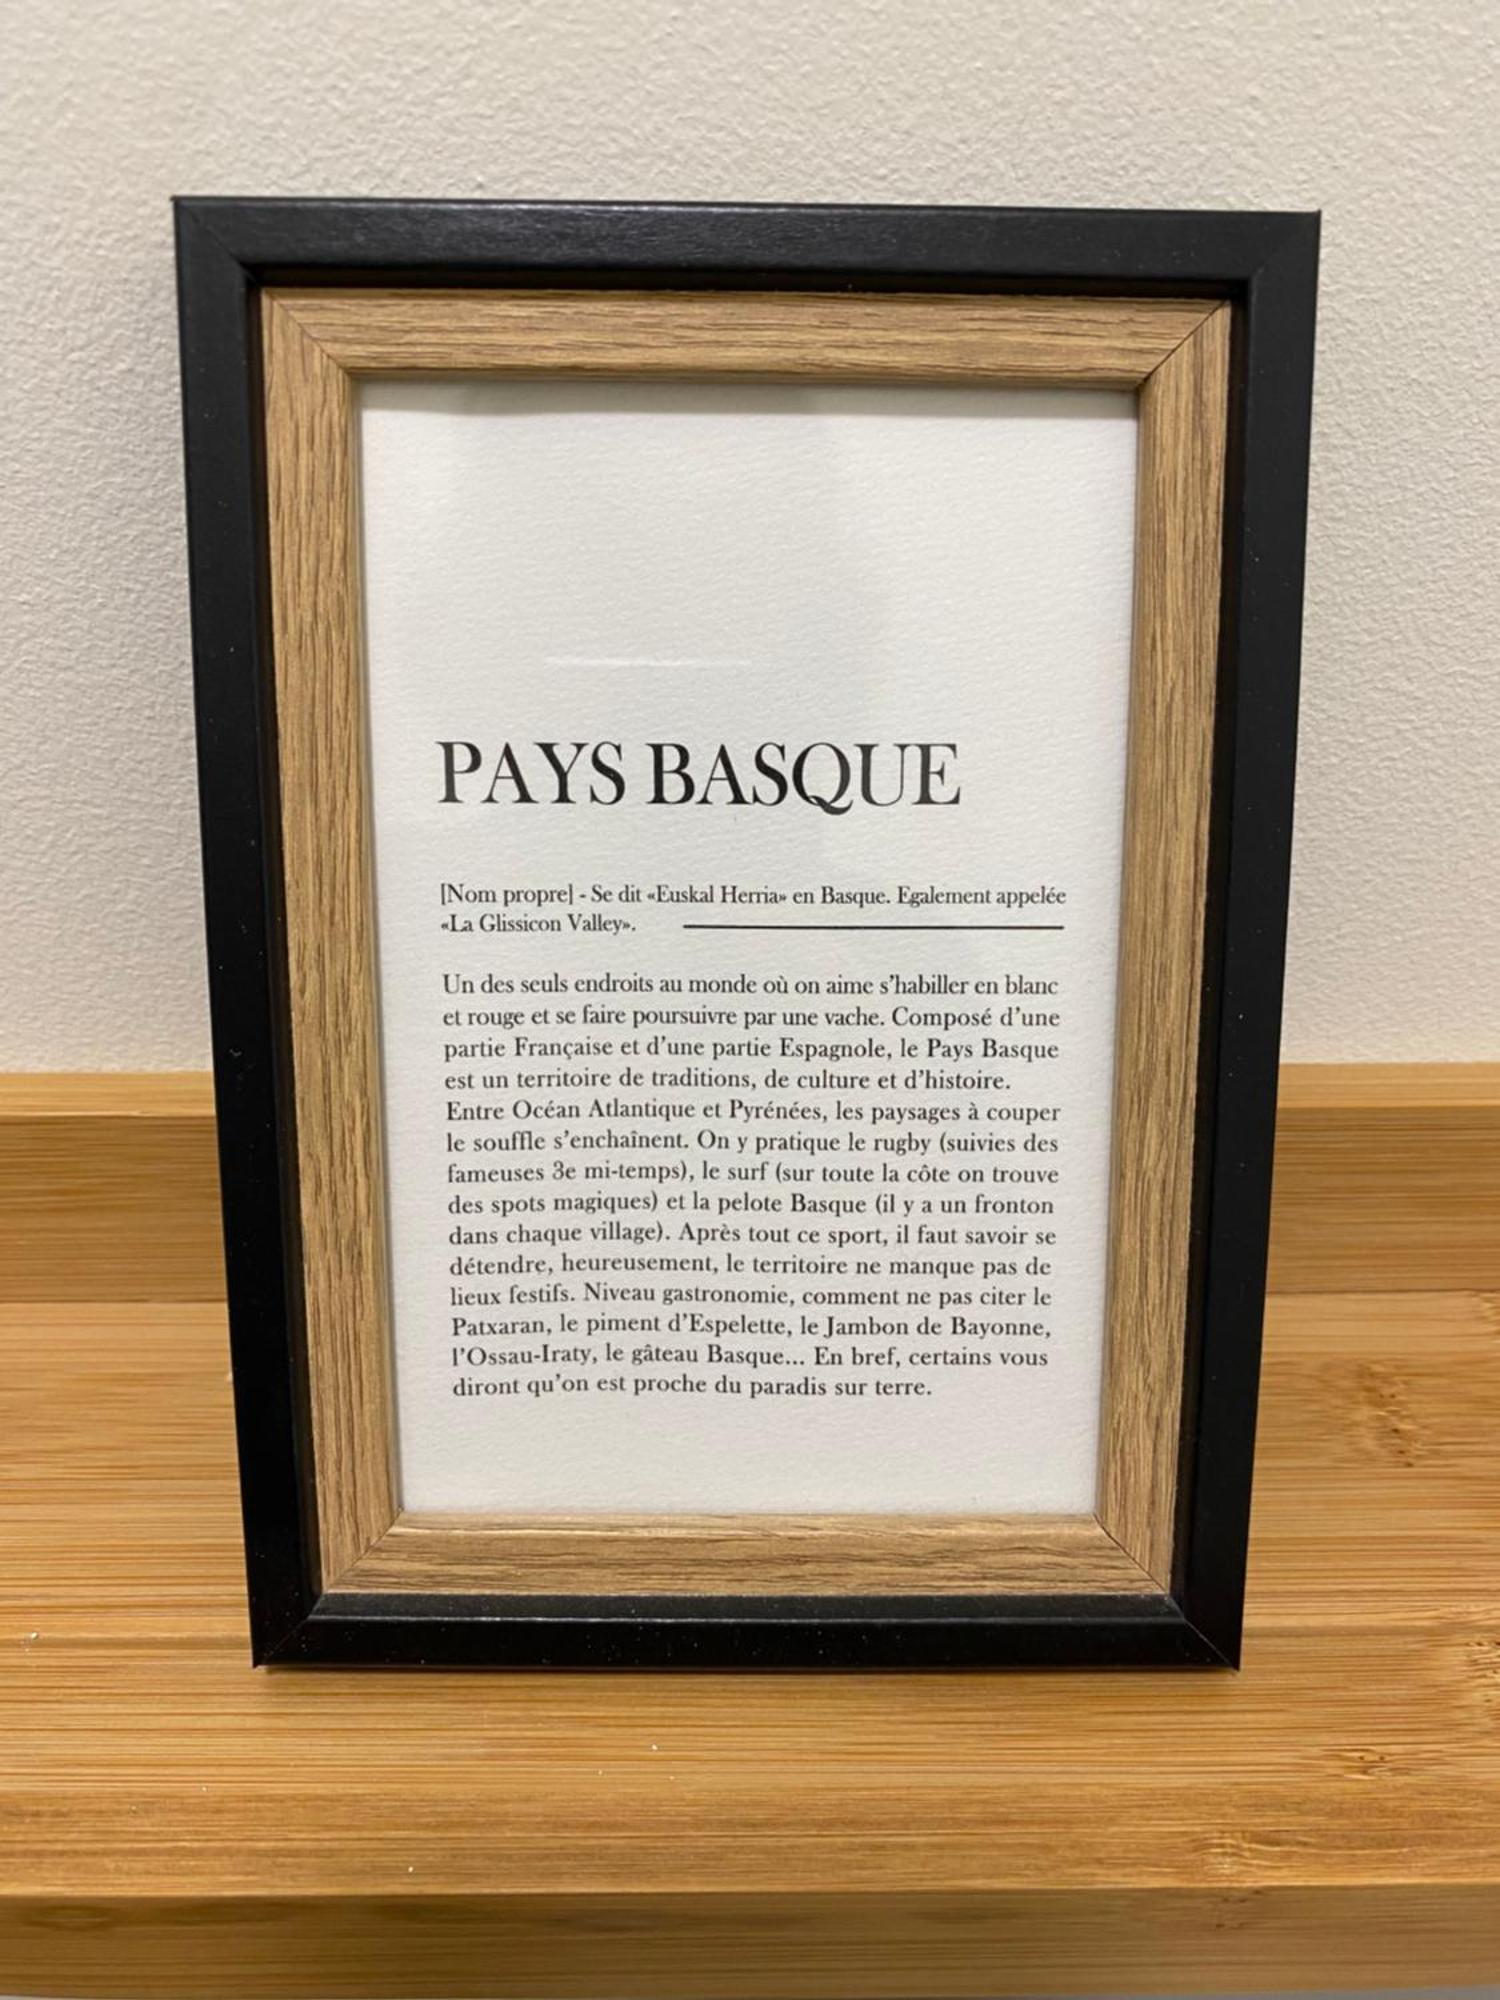 PAYS BASQUE
[Nom propre] - Se dit «Euskal Herria» en Basque. Egalement appelée
«La Glissicon Valley».
Un des seuls endroits au monde où on aime s'habiller en blanc
et rouge et se faire poursuivre par une vache. Composé d'une
partie Française et d'une partie Espagnole, le Pays Basque
est un territoire de traditions, de culture et d'histoire.
Entre Océan Atlantique et Pyrénées, les paysages à couper
le souffle s'enchaînent. On y pratique le rugby (suivies des
fameuses 3e mi-temps), le surf (sur toute la côte on trouve
des spots magiques) et la pelote Basque (il y a un fronton
dans chaque village). Après tout ce sport, il faut savoir se
détendre, heureusement, le territoire ne manque pas de
lieux festifs. Niveau gastronomie, comment ne pas citer le
Patxaran, le piment d'Espelette, le Jambon de Bayonne,
l'Ossau-Iraty, le gâteau Basque... En bref, certains vous
diront qu'on est proche du paradis sur terre.